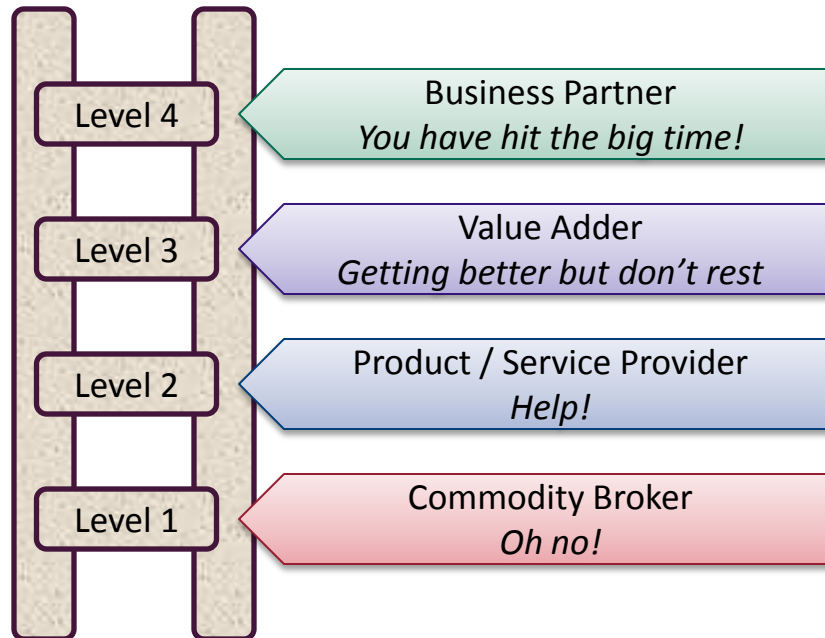 Level 4
Business Partner
You have hit the big time!
Level 3
Value Adder
Getting better but don’t rest
Level 2
Product / Service Provider
Help!
Level 1
Commodity Broker
Oh no!